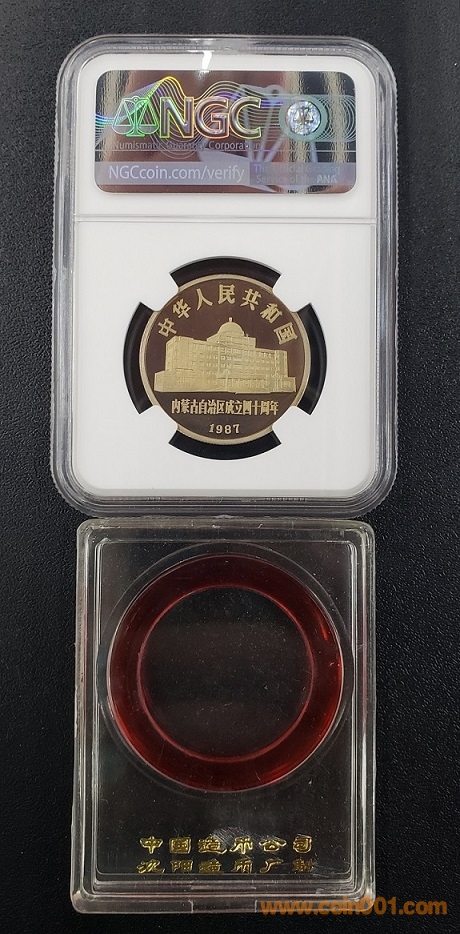 NGC
Numismatic Guaranty Corporation
NGCcoin.com/verify
中华人民共和国
内蒙古自治区成立四十周年
1987
中国造币公司
沈阳造币厂制
www.coin001.com